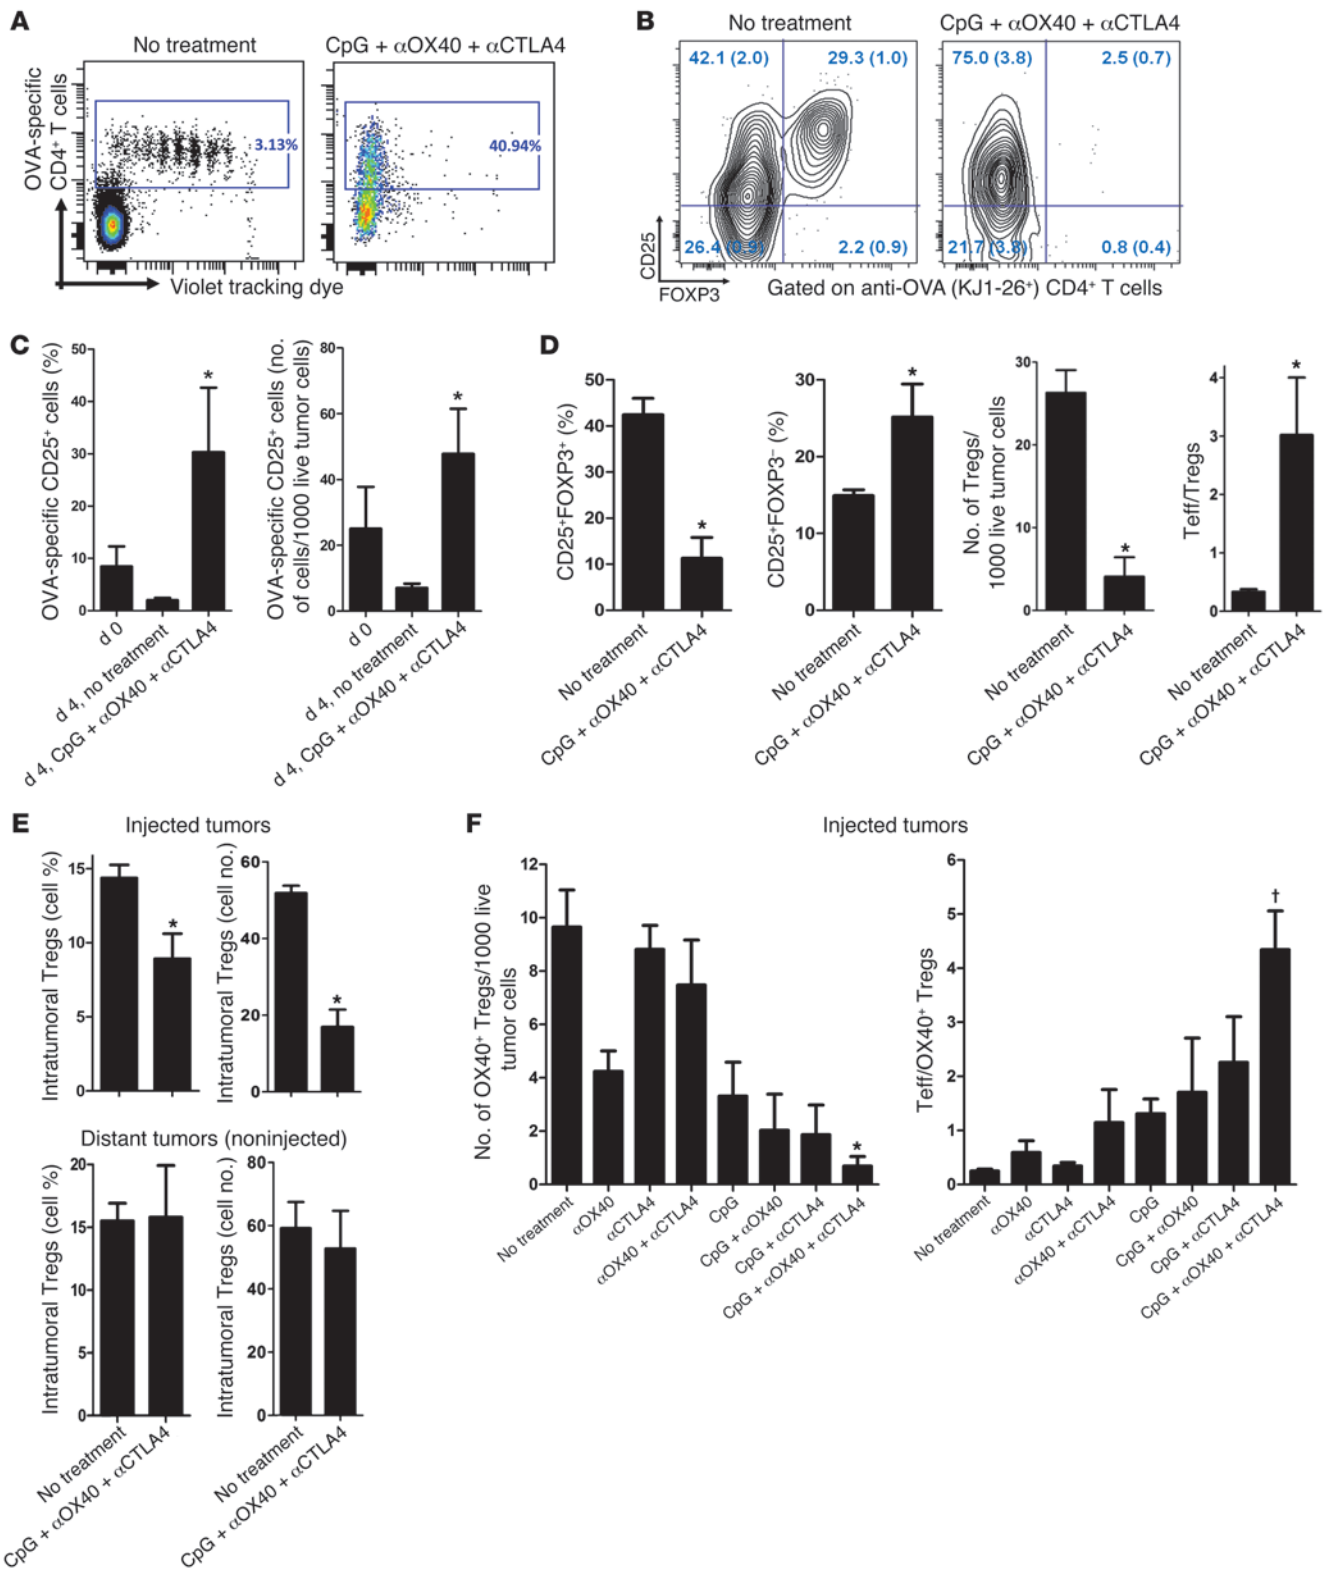 A
No treatment
CpG + αOX40 + αCTLA4
OVA-specific
CD4⁺ T cells
3.13%
40.94%
Violet tracking dye
B
No treatment
CpG + αOX40 + αCTLA4
42.1 (2.0)
29.3 (1.0)
75.0 (3.8)
2.5 (0.7)
26.4 (0.9)
2.2 (0.9)
21.7 (3.8)
0.8 (0.4)
CD25
FOXP3
Gated on anti-OVA (KJ1-26⁺) CD4⁺ T cells
C
OVA-specific CD25⁺ cells (%)
50
40
30
20
10
0
*
d 0
d 4, no treatment
d 4, CpG + αOX40 + αCTLA4
OVA-specific CD25⁺ cells (no.
of cells/1000 live tumor cells)
80
60
40
20
0
*
d 0
d 4, no treatment
d 4, CpG + αOX40 + αCTLA4
D
CD25⁺FOXP3⁺ (%)
50
40
30
20
10
0
*
No treatment
CpG + αOX40 + αCTLA4
CD25⁺FOXP3⁻ (%)
30
20
10
0
*
No treatment
CpG + αOX40 + αCTLA4
No. of Tregs/
1000 live tumor cells
30
20
10
0
*
No treatment
CpG + αOX40 + αCTLA4
Teff/Tregs
4
3
2
1
0
*
No treatment
CpG + αOX40 + αCTLA4
E
Injected tumors
Intratumoral Tregs (cell %)
15
10
5
0
*
Intratumoral Tregs (cell no.)
60
40
20
0
*
Distant tumors (noninjected)
Intratumoral Tregs (cell %)
20
15
10
5
0
No treatment
CpG + αOX40 + αCTLA4
Intratumoral Tregs (cell no.)
80
60
40
20
0
No treatment
CpG + αOX40 + αCTLA4
F
Injected tumors
No. of OX40⁺ Tregs/1000 live
tumor cells
12
10
8
6
4
2
0
*
No treatment
αOX40
αCTLA4
αOX40 + αCTLA4
CpG
CpG + αOX40
CpG + αCTLA4
CpG + αOX40 + αCTLA4
Teff/OX40⁺ Tregs
6
5
4
3
2
1
0
†
No treatment
αOX40
αCTLA4
αOX40 + αCTLA4
CpG
CpG + αOX40
CpG + αCTLA4
CpG + αOX40 + αCTLA4